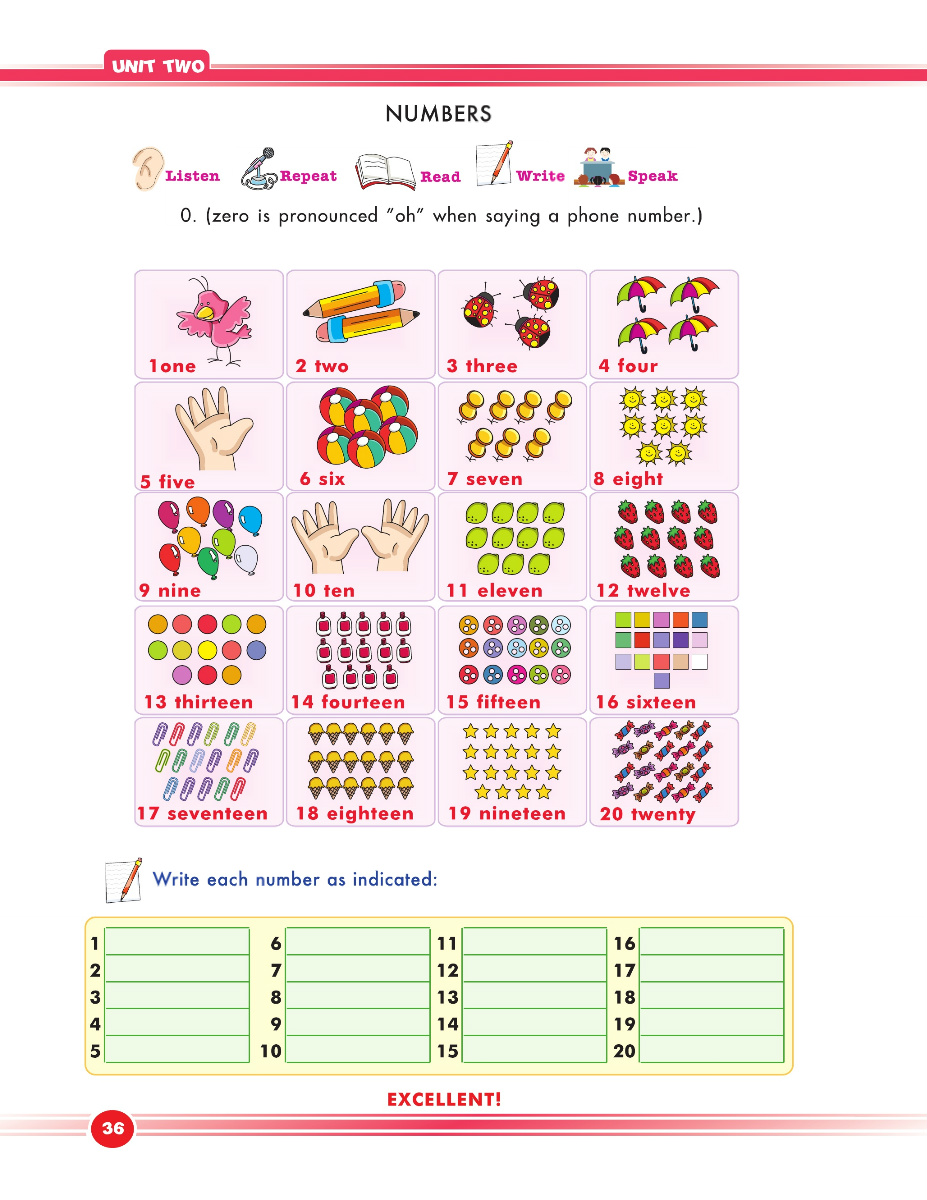 UNIT TWO
NUMBERS
Listen Repeat Read Write Speak
0. (zero is pronounced "oh" when saying a phone number.)
1one 2 two 3 three 4 four
5 five 6 six 7 seven 8 eight
9 nine 10 ten 11 eleven 12 twelve
13 thirteen 14 fourteen 15 fifteen 16 sixteen
17 seventeen 18 eighteen 19 nineteen 20 twenty
Write each number as indicated:
1 6 11 16
2 7 12 17
3 8 13 18
4 9 14 19
5 10 15 20
EXCELLENT!
36